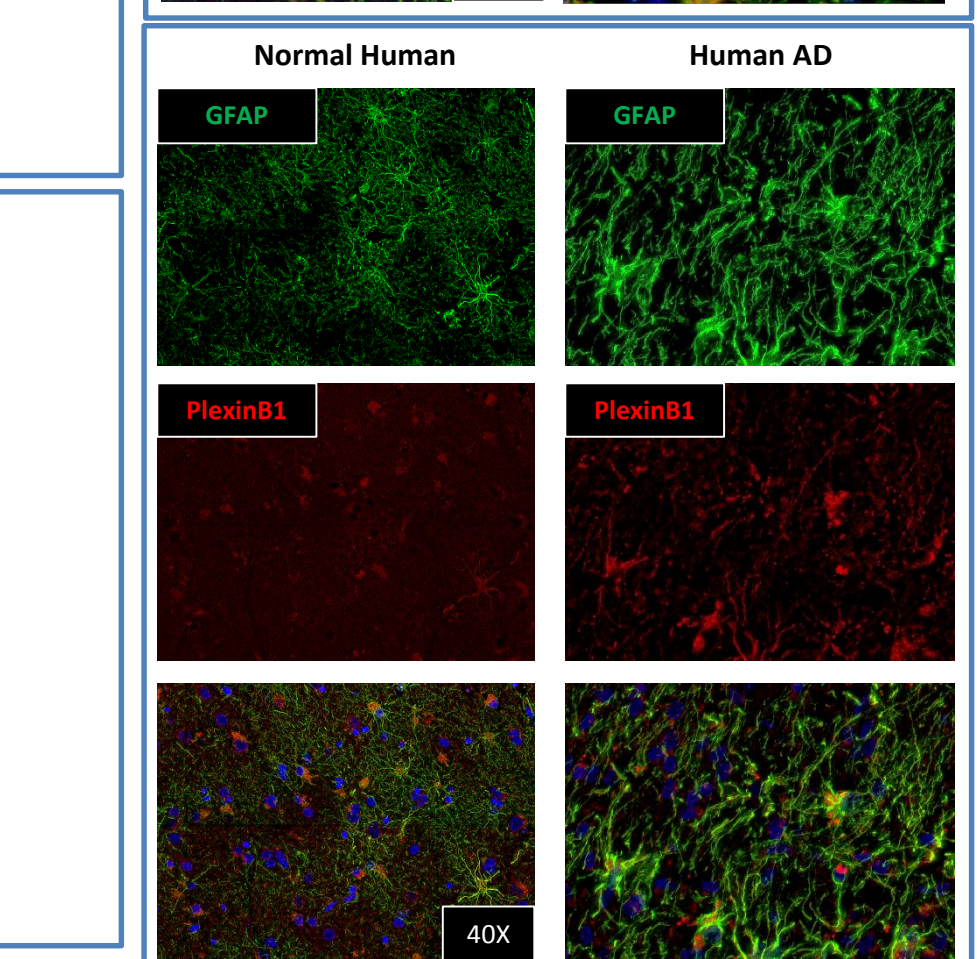 Normal Human
Human AD
GFAP
GFAP
PlexinB1
PlexinB1
40X